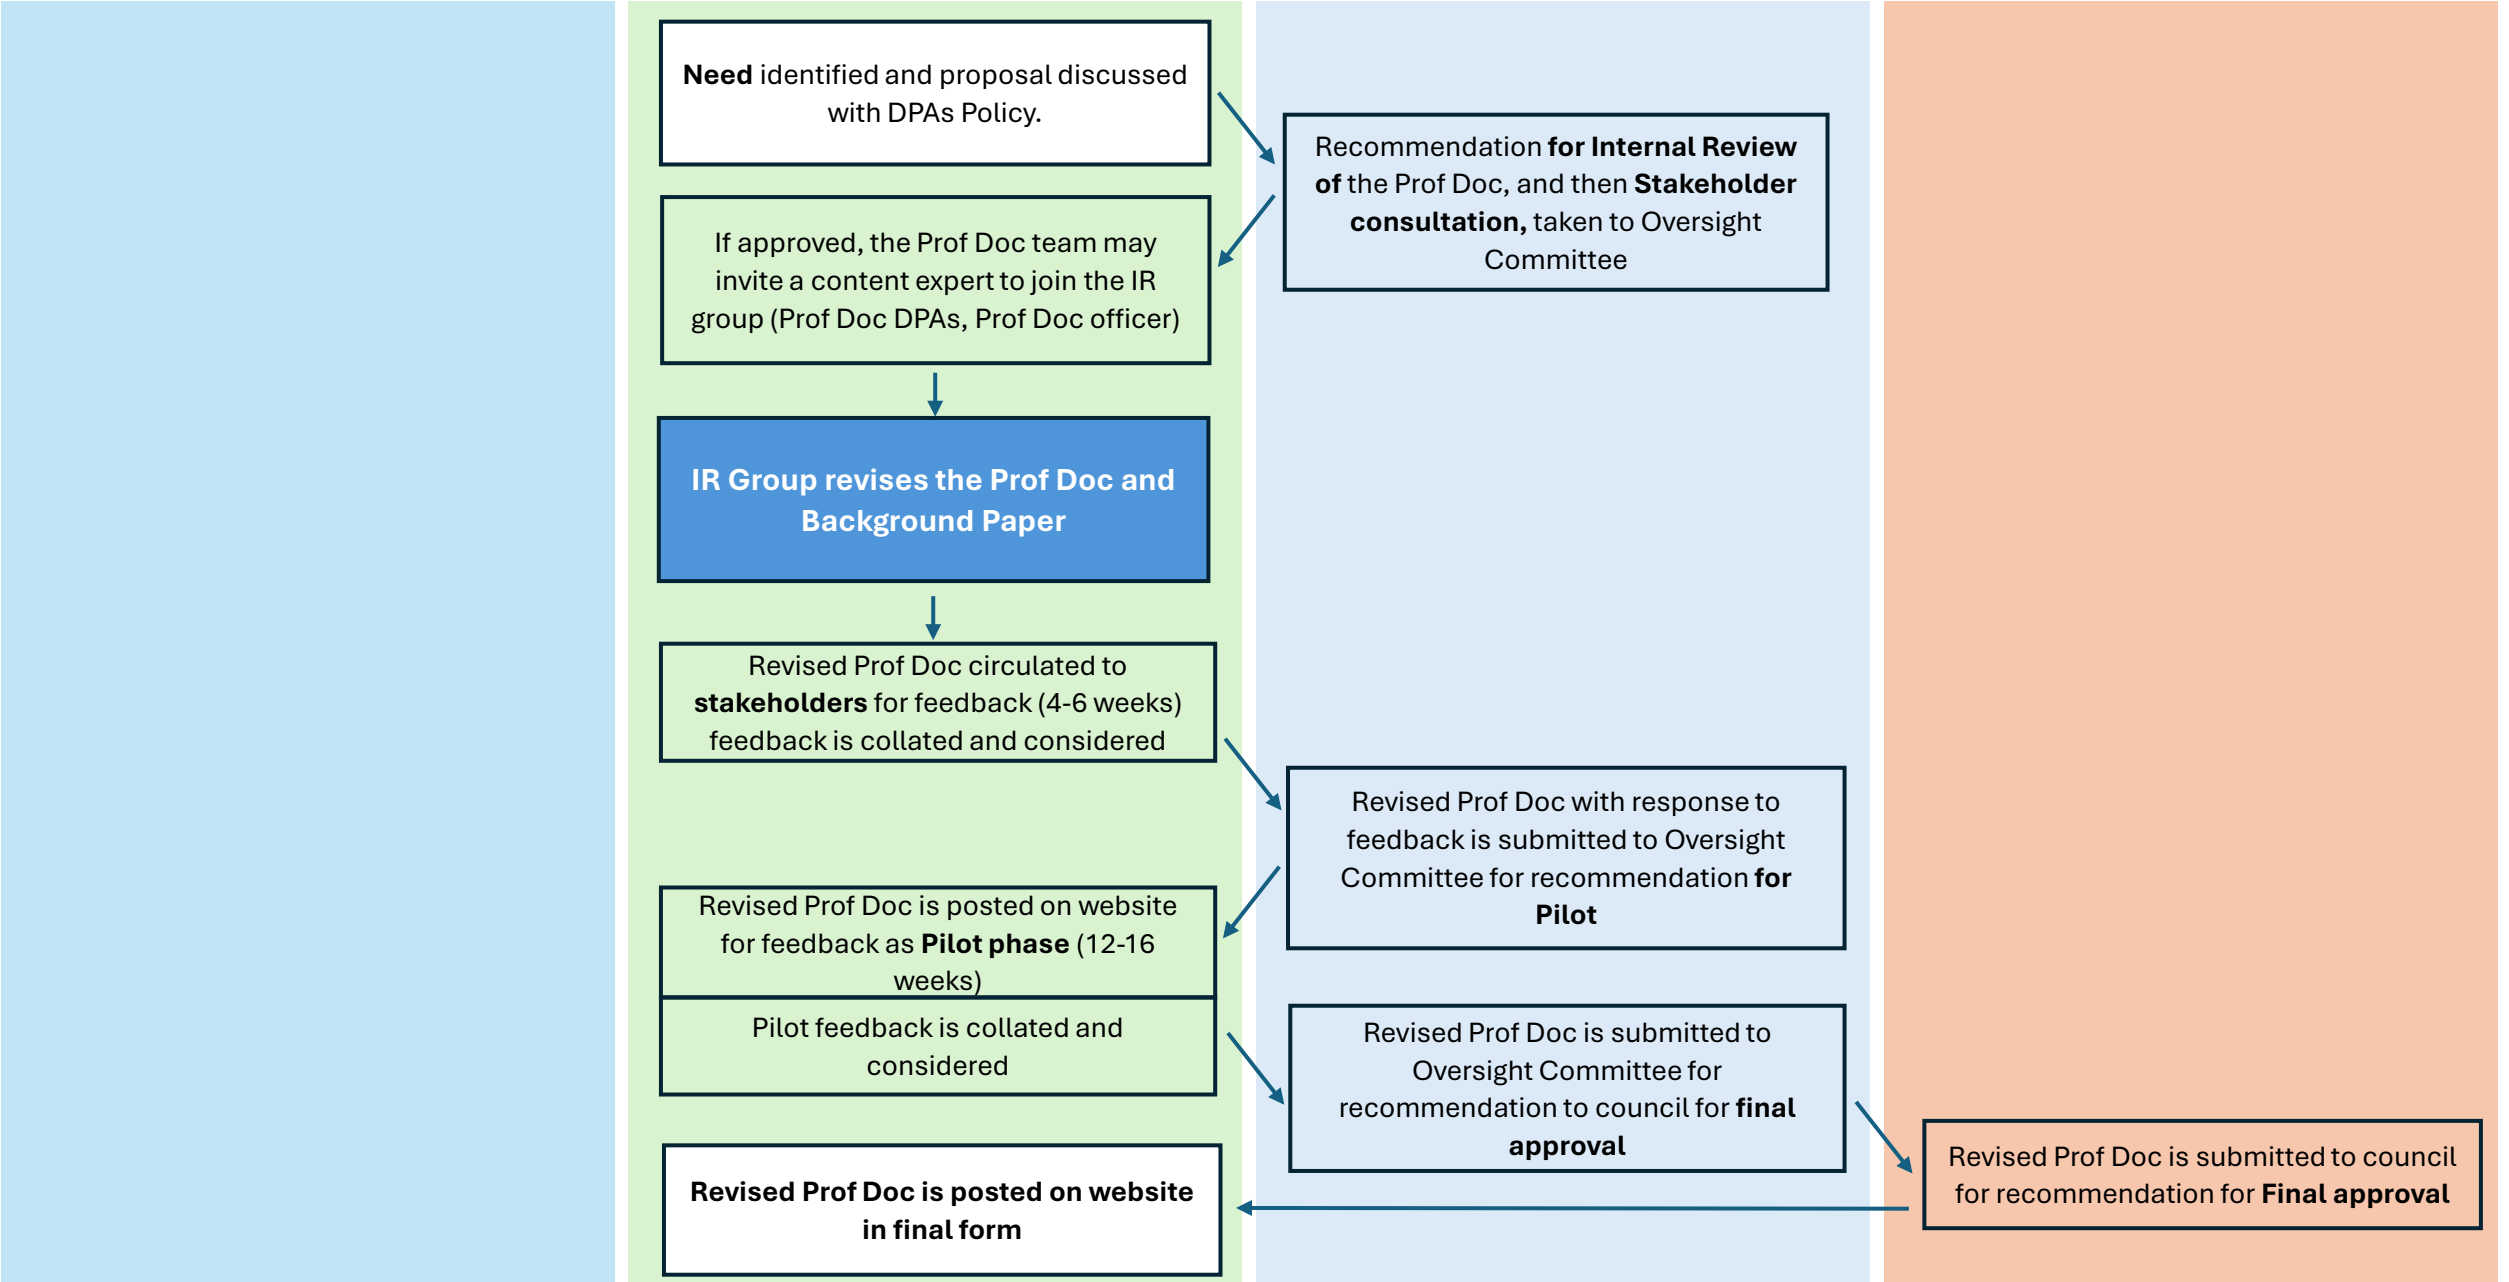 Need identified and proposal discussed
with DPAs Policy.
Recommendation for Internal Review
of the Prof Doc, and then Stakeholder
consultation, taken to Oversight
Committee
If approved, the Prof Doc team may
invite a content expert to join the IR
group (Prof Doc DPAs, Prof Doc officer)
IR Group revises the Prof Doc and
Background Paper
Revised Prof Doc circulated to
stakeholders for feedback (4-6 weeks)
feedback is collated and considered
Revised Prof Doc with response to
feedback is submitted to Oversight
Committee for recommendation for
Pilot
Revised Prof Doc is posted on website
for feedback as Pilot phase (12-16
weeks)
Pilot feedback is collated and
considered
Revised Prof Doc is submitted to
Oversight Committee for
recommendation to council for final
approval
Revised Prof Doc is submitted to council
for recommendation for Final approval
Revised Prof Doc is posted on website
in final form